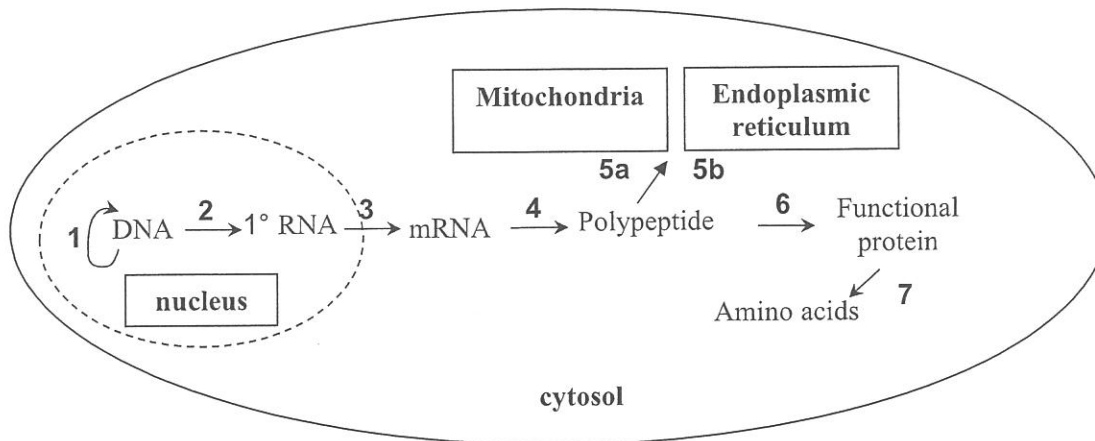 Mitochondria
Endoplasmic
reticulum
5a
5b
1
DNA
2
1° RNA
3
mRNA
4
Polypeptide
6
Functional
protein
7
Amino acids
nucleus
cytosol